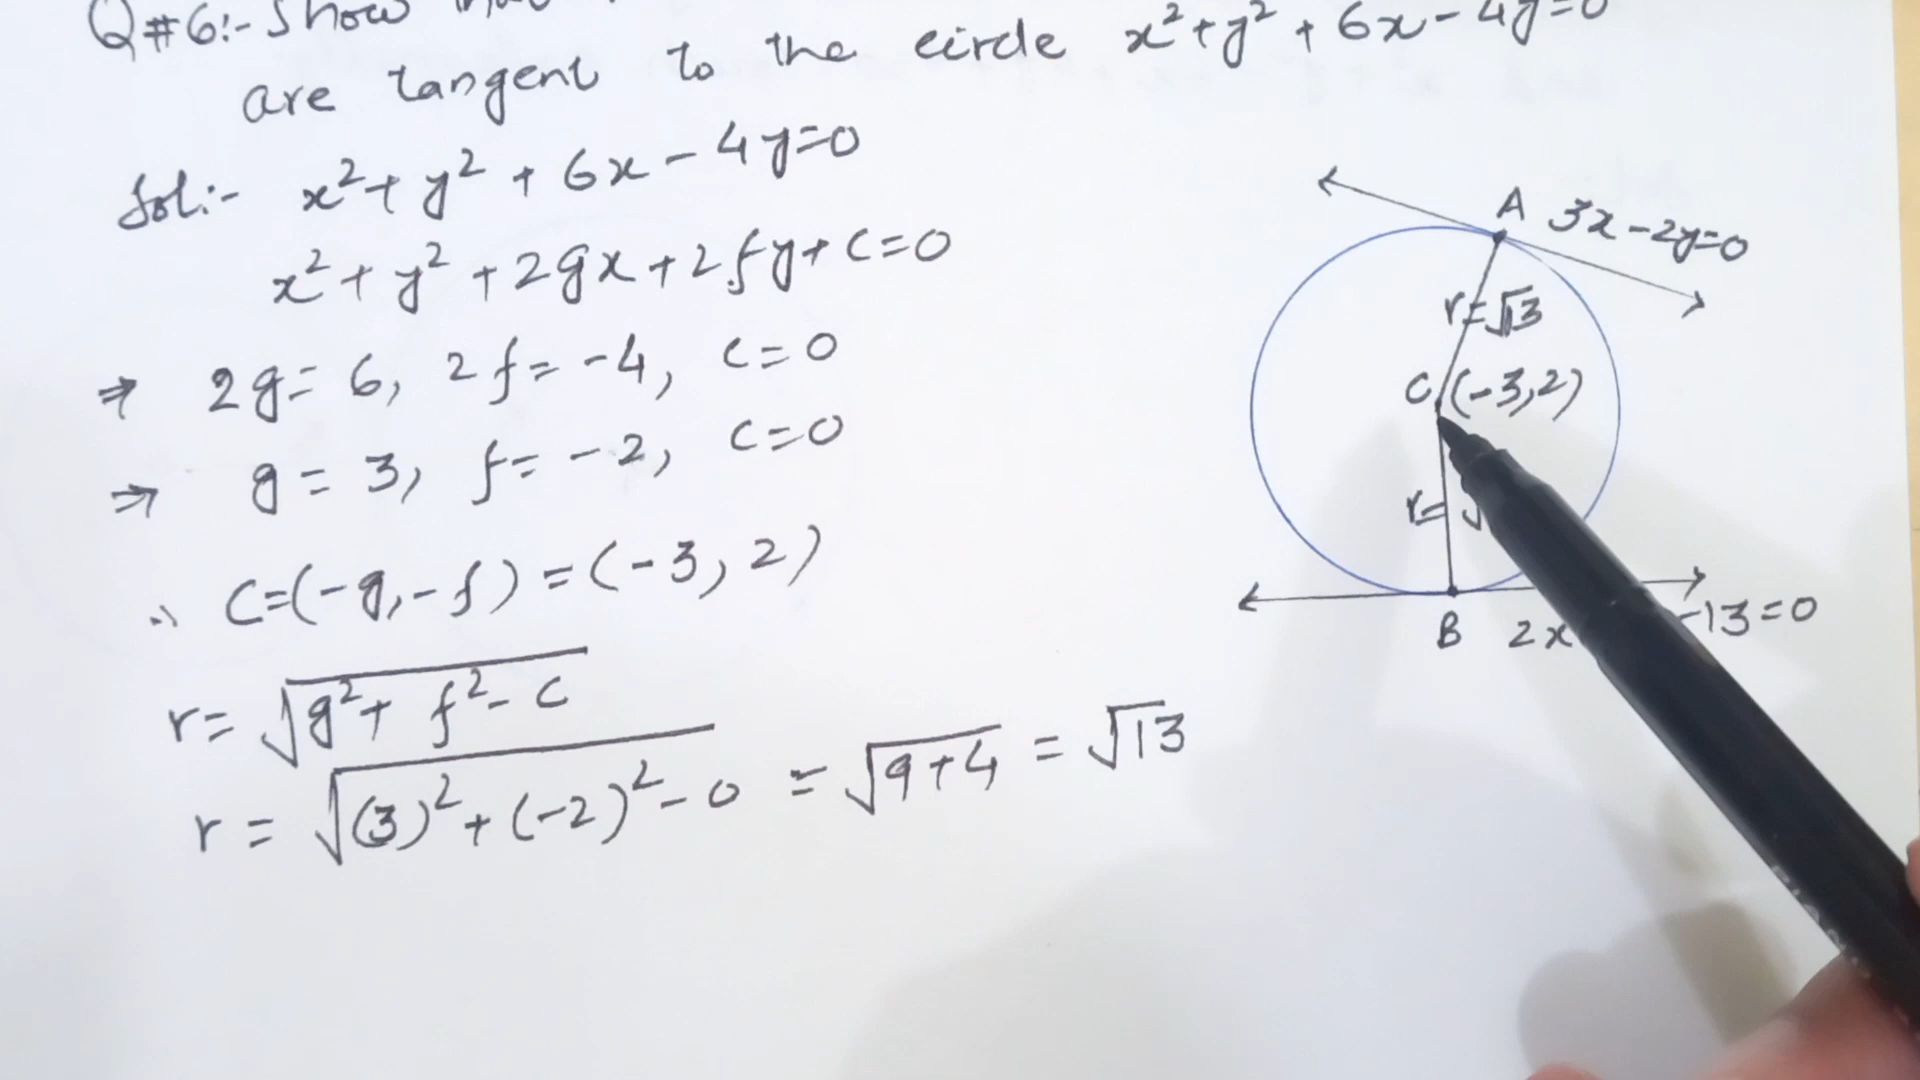 Q#6:- Show
are tangent to the circle x²+y²+6x-4y=0
Sol:- x²+y²+6x-4y=0
x²+y²+2gx+2fy+c=0
⇒ 2g=6, 2f=-4, c=0
⇒ g=3, f=-2, c=0
∴ C=(-g,-f)=(-3,2)
r=√(g²+f²-c)
r=√((3)²+(-2)²-0) = √(9+4) = √13
A 3x-2y=0
r=√13
C(-3,2)
r=√
B 2x -13=0